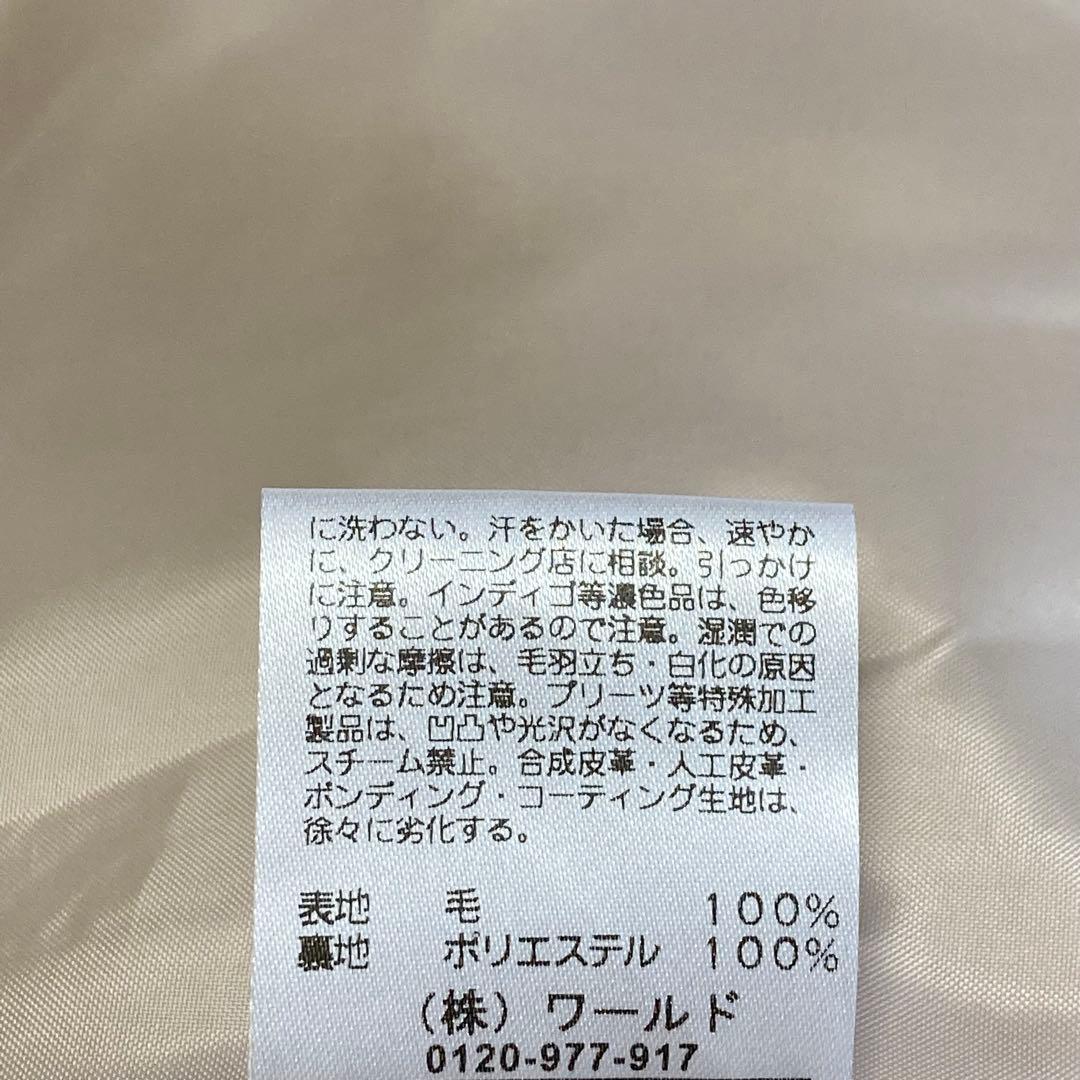 に洗わない。汗をかいた場合、速やか
に、クリーニング店に相談。引っかけ
に注意。インディゴ等濃色品は、色移
りすることがあるので注意。湿潤での
過剰な摩擦は、毛羽立ち・白化の原因
となるため注意。プリーツ等特殊加工
製品は、凹凸や光沢がなくなるため、
スチーム禁止。合成皮革・人工皮革・
ボンディング・コーティング生地は、
徐々に劣化する。
表地 毛 100%
裏地 ポリエステル 100%
（株）ワールド
0120-977-917